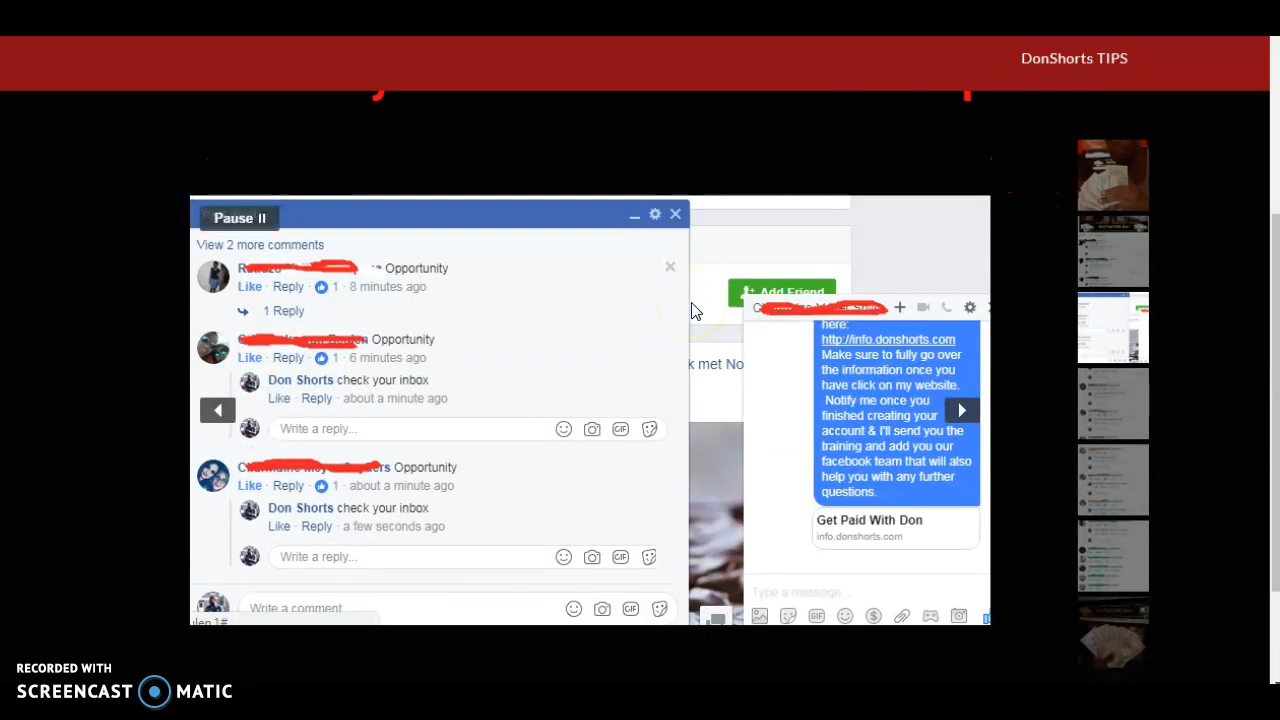 DonShorts TIPS
Pause II
View 2 more comments
Opportunity
Like · Reply · 1 · 8 minutes ago
1 Reply
Opportunity
Like · Reply · 1 · 6 minutes ago
Don Shorts check your inbox
Like · Reply · about a minute ago
Write a reply...
GIF
Opportunity
Like · Reply · 1 · about a minute ago
Don Shorts check your inbox
Like · Reply · a few seconds ago
Write a reply...
GIF
Write a comment
GIF
Add Friend
k met No
here:
http://info.donshorts.com
Make sure to fully go over
the information once you
have click on my website.
Notify me once you
finished creating your
account & I'll send you the
training and add you our
facebook team that will also
help you with any further
questions.
Get Paid With Don
info.donshorts.com
Type a message...
GIF
RECORDED WITH
SCREENCAST MATIC